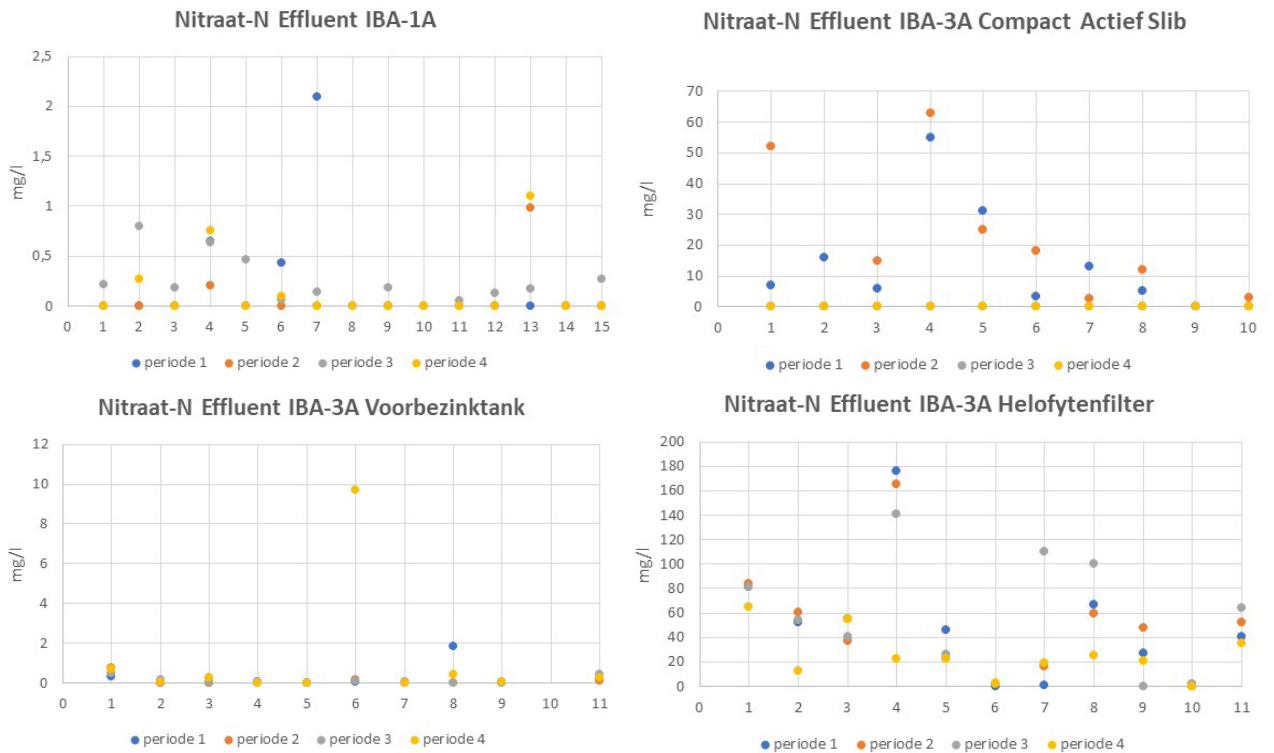 Nitraat-N Effluent IBA-1A
2,5
2
1,5
1
0,5
0
mg/l
0 1 2 3 4 5 6 7 8 9 10 11 12 13 14 15
periode 1 periode 2 periode 3 periode 4
Nitraat-N Effluent IBA-3A Compact Actief Slib
70
60
50
40
30
20
10
0
mg/l
0 1 2 3 4 5 6 7 8 9 10
periode 1 periode 2 periode 3 periode 4
Nitraat-N Effluent IBA-3A Voorbezinktank
12
10
8
6
4
2
0
mg/l
0 1 2 3 4 5 6 7 8 9 10 11
periode 1 periode 2 periode 3 periode 4
Nitraat-N Effluent IBA-3A Helofytenfilter
200
180
160
140
120
100
80
60
40
20
0
mg/l
0 1 2 3 4 5 6 7 8 9 10 11
periode 1 periode 2 periode 3 periode 4